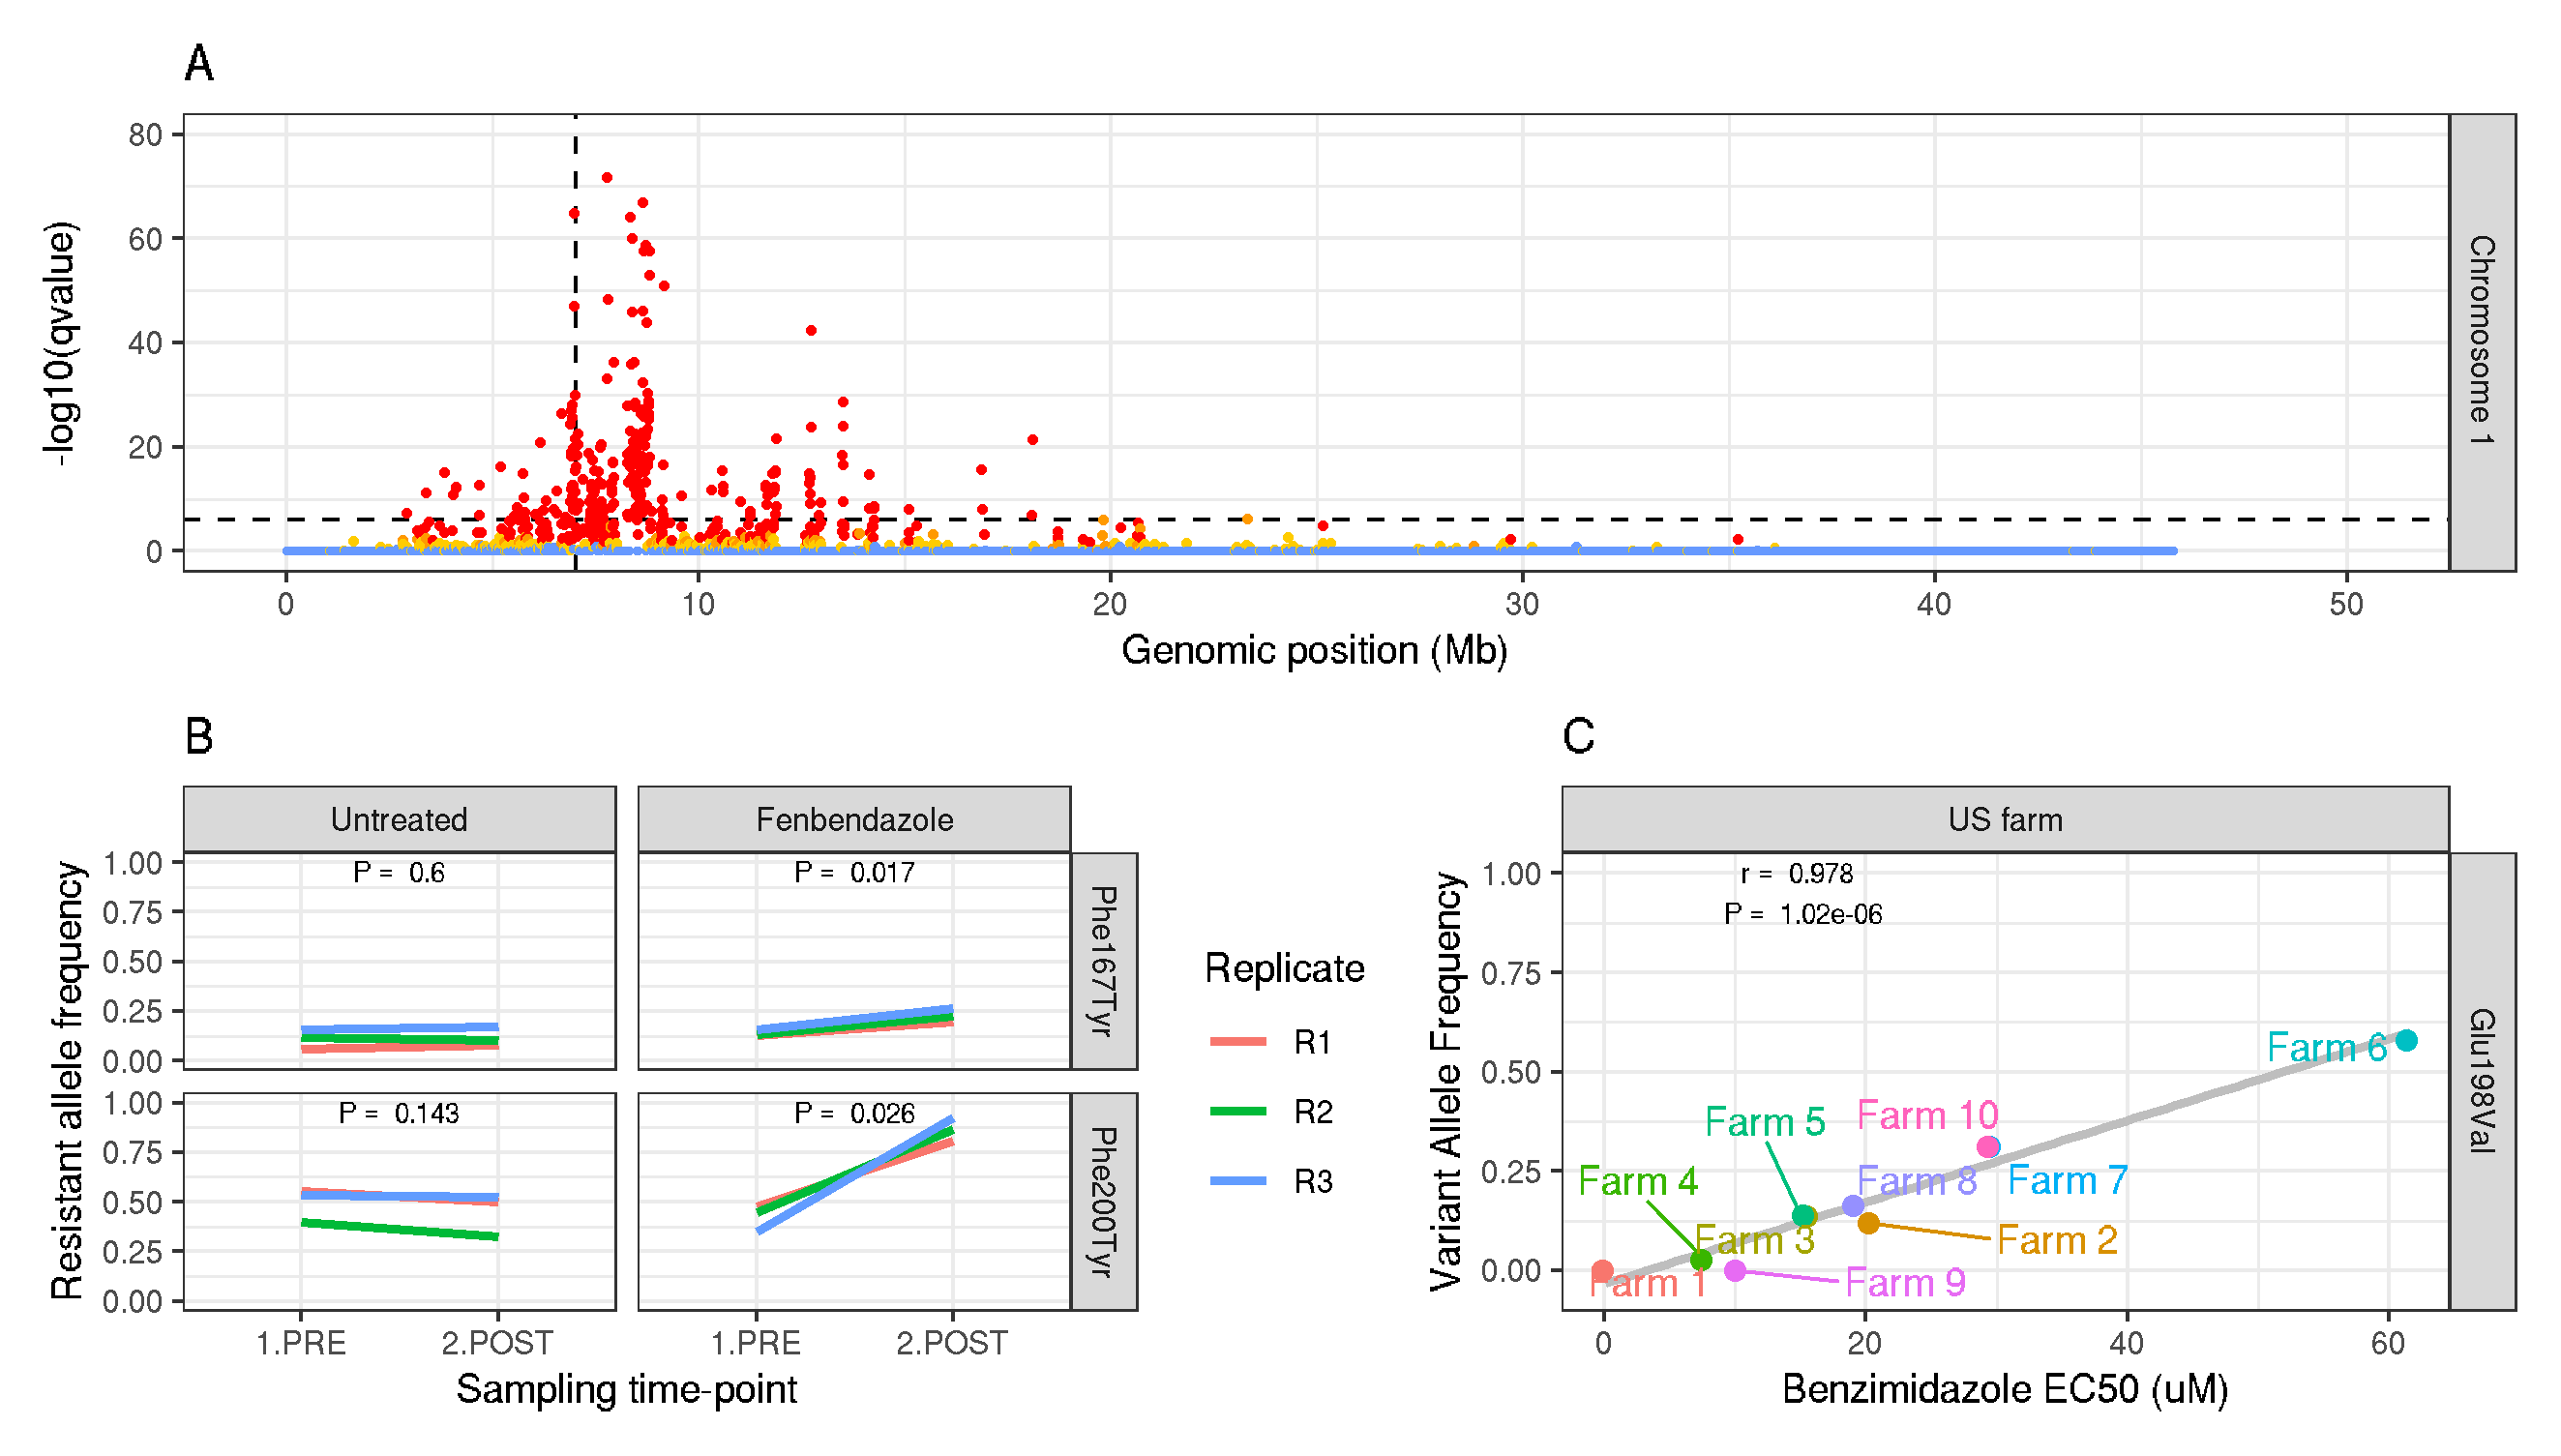 A
-log10(qvalue)
80
60
40
20
0
Chromosome 1
0 10 20 30 40 50
Genomic position (Mb)
B
Untreated Fenbendazole
Resistant allele frequency
1.00
0.75
0.50
0.25
0.00
P = 0.6
P = 0.017
Phe167Tyr
1.00
0.75
0.50
0.25
0.00
P = 0.143
P = 0.026
Phe200Tyr
1.PRE 2.POST 1.PRE 2.POST
Sampling time-point
Replicate
R1
R2
R3
C
US farm
Variant Allele Frequency
1.00
0.75
0.50
0.25
0.00
r = 0.978
P = 1.02e-06
Farm 6
Farm 10
Farm 5
Farm 4
Farm 8
Farm 7
Farm 3
Farm 2
Farm 1
Farm 9
Glu198Val
0 20 40 60
Benzimidazole EC50 (uM)